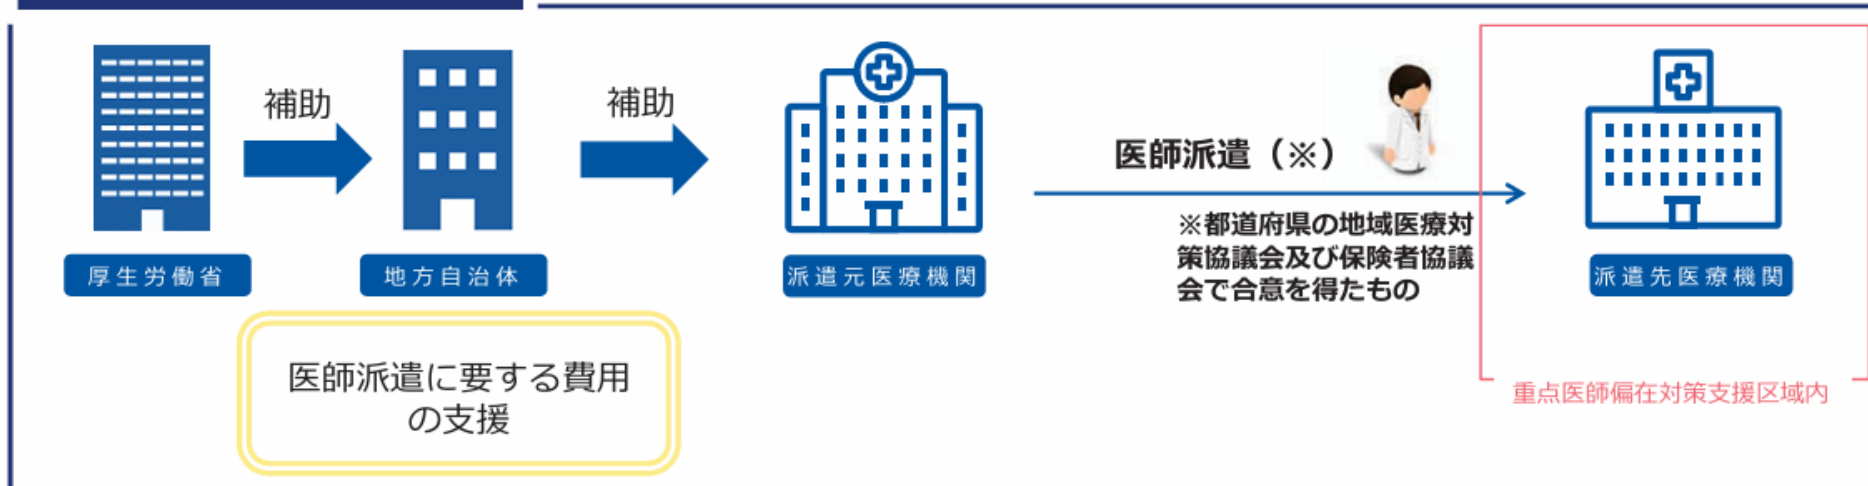 補助
補助
医師派遣（※）
※都道府県の地域医療対
策協議会及び保険者協議
会で合意を得たもの
厚生労働省
地方自治体
派遣元医療機関
派遣先医療機関
医師派遣に要する費用
の支援
重点医師偏在対策支援区域内